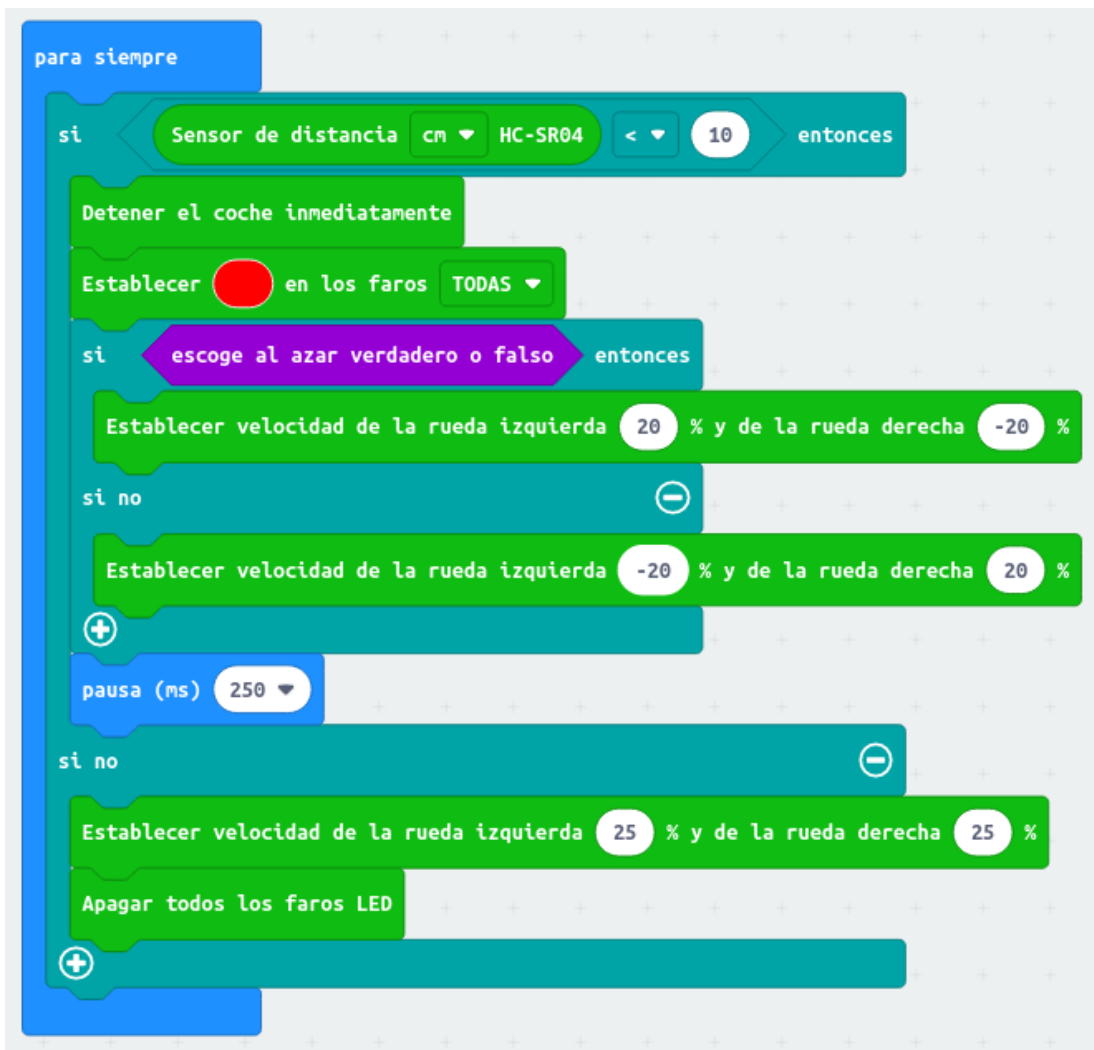 para siempre
si Sensor de distancia cm HC-SR04 < 10 entonces
Detener el coche inmediatamente
Establecer en los faros TODAS
si escoge al azar verdadero o falso entonces
Establecer velocidad de la rueda izquierda 20 % y de la rueda derecha -20 %
si no
Establecer velocidad de la rueda izquierda -20 % y de la rueda derecha 20 %
pausa (ms) 250
si no
Establecer velocidad de la rueda izquierda 25 % y de la rueda derecha 25 %
Apagar todos los faros LED